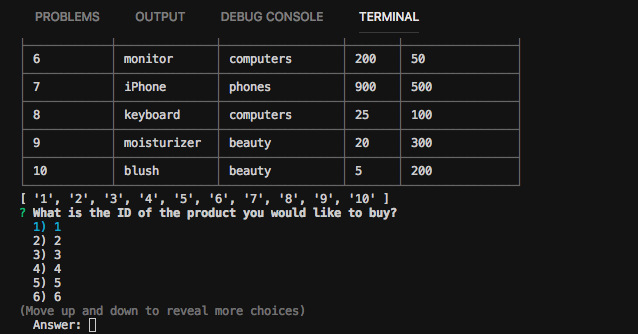 PROBLEMS OUTPUT DEBUG CONSOLE TERMINAL
6 monitor computers 200 50
7 iPhone phones 900 500
8 keyboard computers 25 100
9 moisturizer beauty 20 300
10 blush beauty 5 200
[ '1', '2', '3', '4', '5', '6', '7', '8', '9', '10' ]
? What is the ID of the product you would like to buy?
1) 1
2) 2
3) 3
4) 4
5) 5
6) 6
(Move up and down to reveal more choices)
Answer: